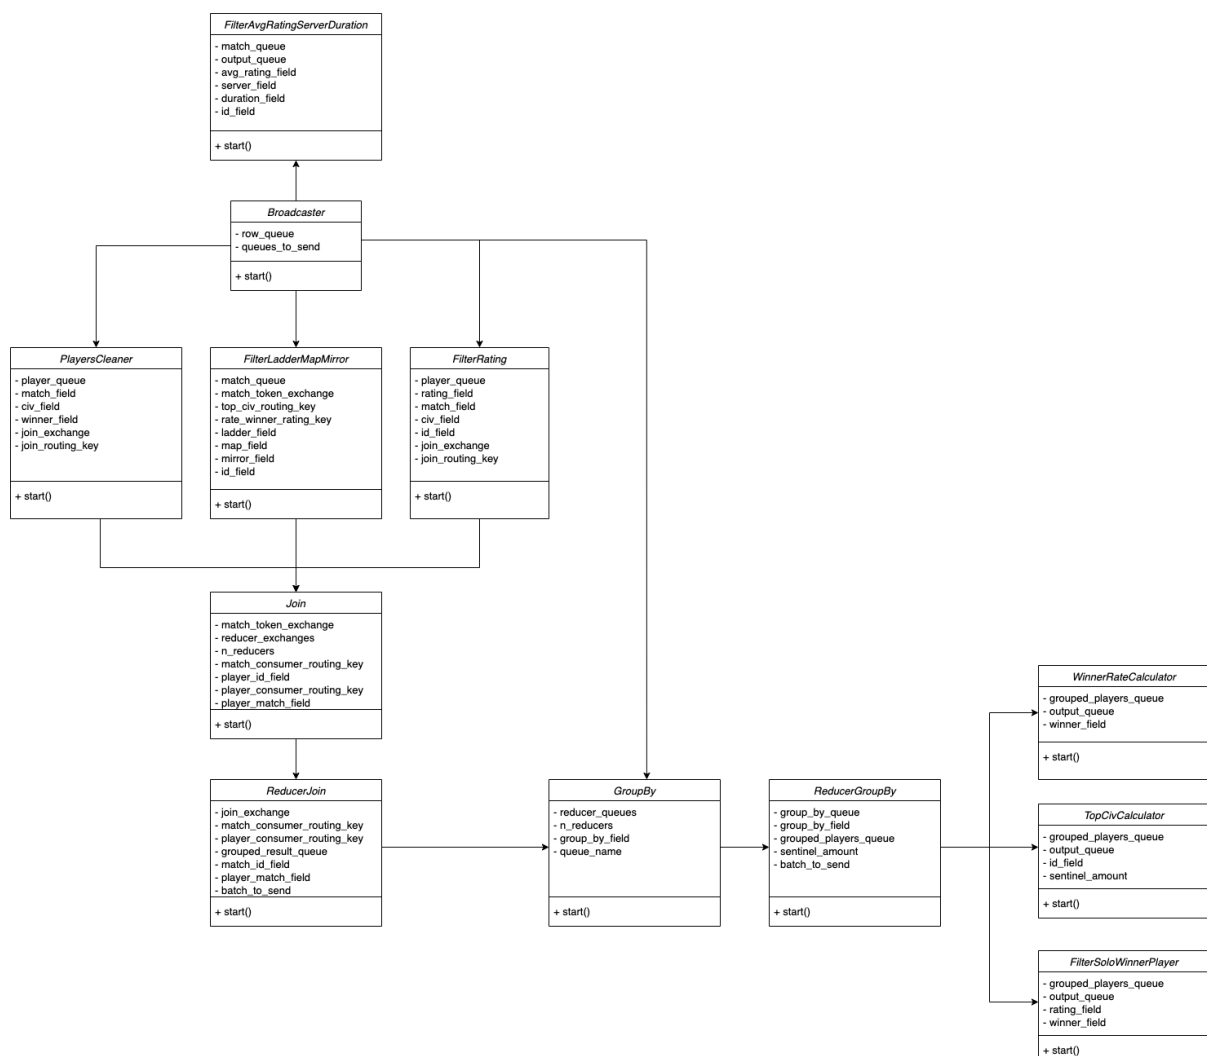 FilterAvgRatingServerDuration
- match_queue
- output_queue
- avg_rating_field
- server_field
- duration_field
- id_field
+ start()
Broadcaster
- row_queue
- queues_to_send
+ start()
PlayersCleaner
- player_queue
- match_field
- civ_field
- winner_field
- join_exchange
- join_routing_key
+ start()
FilterLadderMapMirror
- match_queue
- match_token_exchange
- top_civ_routing_key
- rate_winner_rating_key
- ladder_field
- map_field
- mirror_field
- id_field
+ start()
FilterRating
- player_queue
- rating_field
- match_field
- civ_field
- id_field
- join_exchange
- join_routing_key
+ start()
Join
- match_token_exchange
- reducer_exchanges
- n_reducers
- match_consumer_routing_key
- player_id_field
- player_consumer_routing_key
- player_match_field
+ start()
ReducerJoin
- join_exchange
- match_consumer_routing_key
- player_consumer_routing_key
- grouped_result_queue
- match_id_field
- player_match_field
- batch_to_send
+ start()
GroupBy
- reducer_queues
- n_reducers
- group_by_field
- queue_name
+ start()
ReducerGroupBy
- group_by_queue
- group_by_field
- grouped_players_queue
- sentinel_amount
- batch_to_send
+ start()
WinnerRateCalculator
- grouped_players_queue
- output_queue
- winner_field
+ start()
TopCivCalculator
- grouped_players_queue
- output_queue
- id_field
- sentinel_amount
+ start()
FilterSoloWinnerPlayer
- grouped_players_queue
- output_queue
- rating_field
- winner_field
+ start()